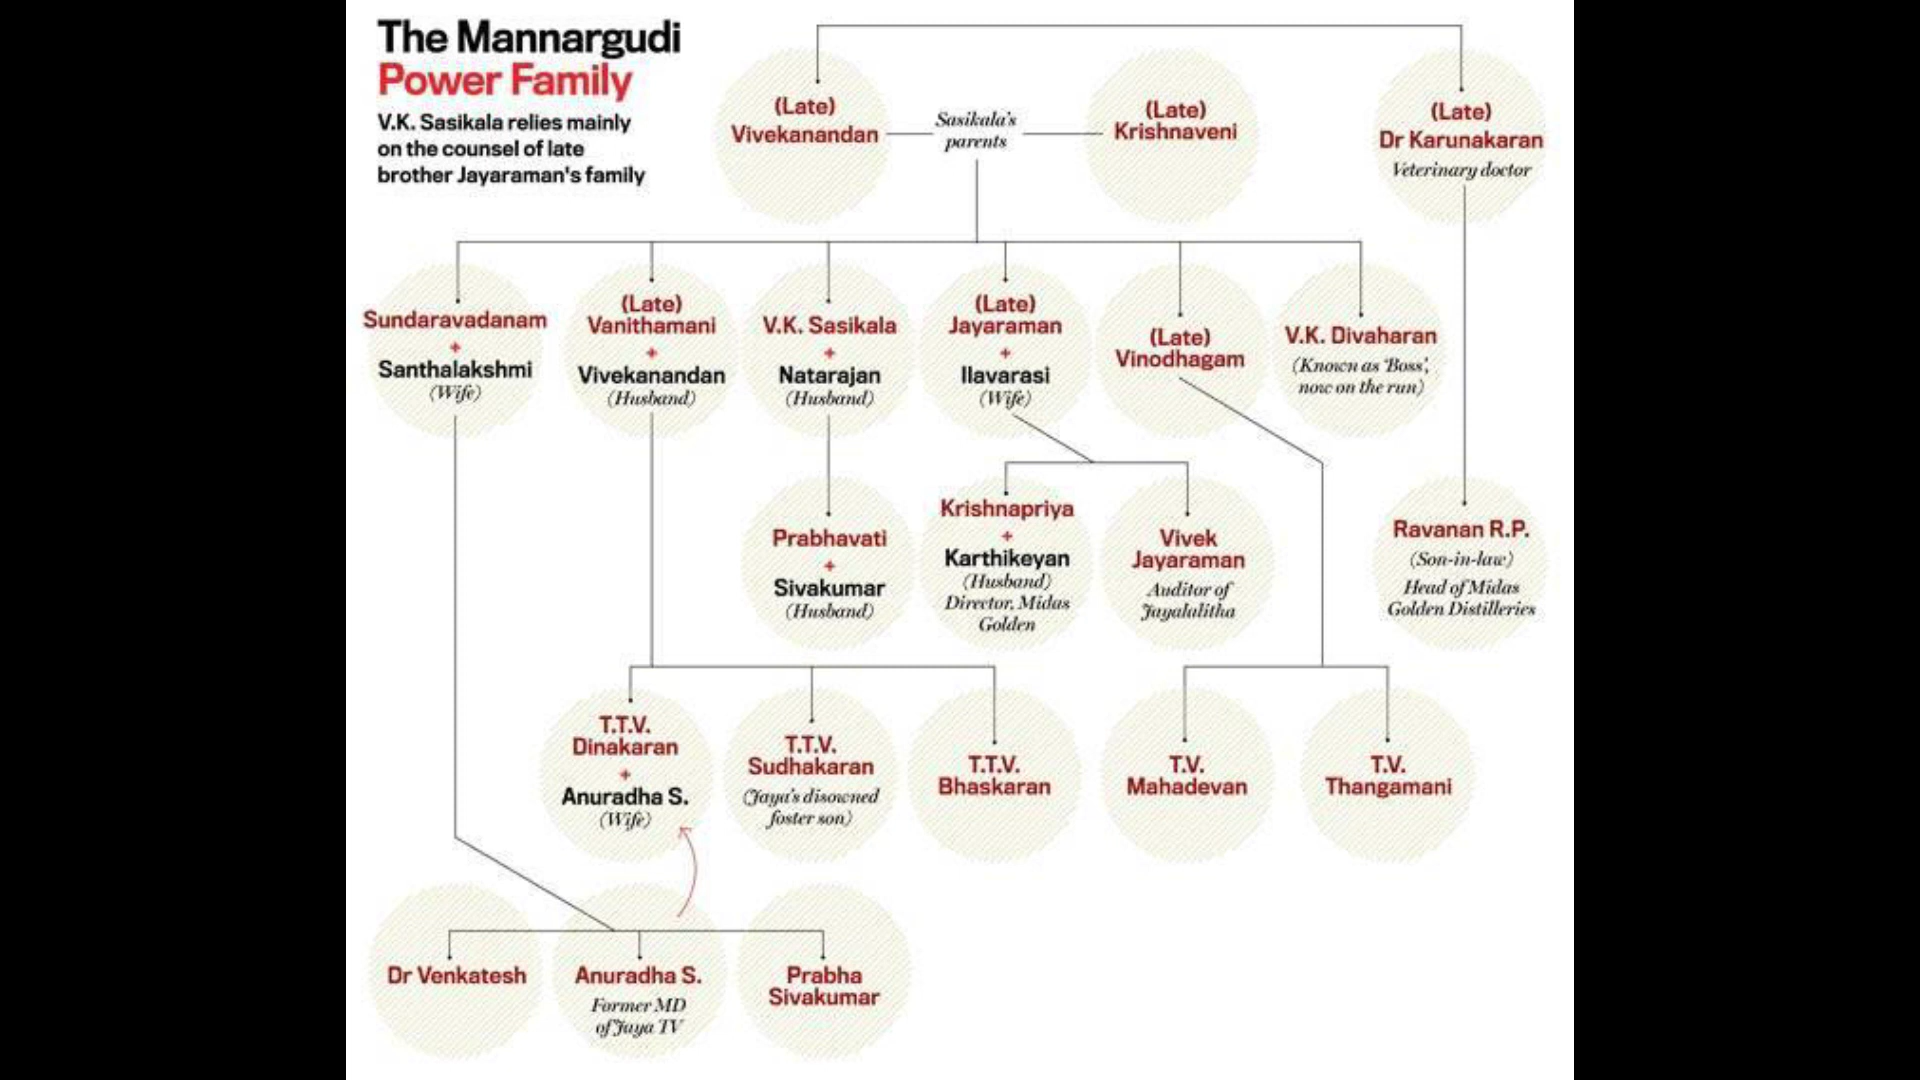 The Mannargudi
Power Family
V.K. Sasikala relies mainly
on the counsel of late
brother Jayaraman's family
(Late)
Vivekanandan
Sasikala's
parents
(Late)
Krishnaveni
(Late)
Dr Karunakaran
Veterinary doctor
Sundaravadanam
+
Santhalakshmi
(Wife)
(Late)
Vanithamani
+
Vivekanandan
(Husband)
V.K. Sasikala
+
Natarajan
(Husband)
(Late)
Jayaraman
+
Ilavarasi
(Wife)
(Late)
Vinodhagam
V.K. Divaharan
(Known as 'Boss',
now on the run)
Prabhavati
+
Sivakumar
(Husband)
Krishnapriya
+
Karthikeyan
(Husband)
Director, Midas
Golden
Vivek
Jayaraman
Auditor of
Jayalalitha
Ravanan R.P.
(Son-in-law)
Head of Midas
Golden Distilleries
T.T.V.
Dinakaran
+
Anuradha S.
(Wife)
T.T.V.
Sudhakaran
(Jaya's disowned
foster son)
T.T.V.
Bhaskaran
T.V.
Mahadevan
T.V.
Thangamani
Dr Venkatesh
Anuradha S.
Former MD
of Jaya TV
Prabha
Sivakumar